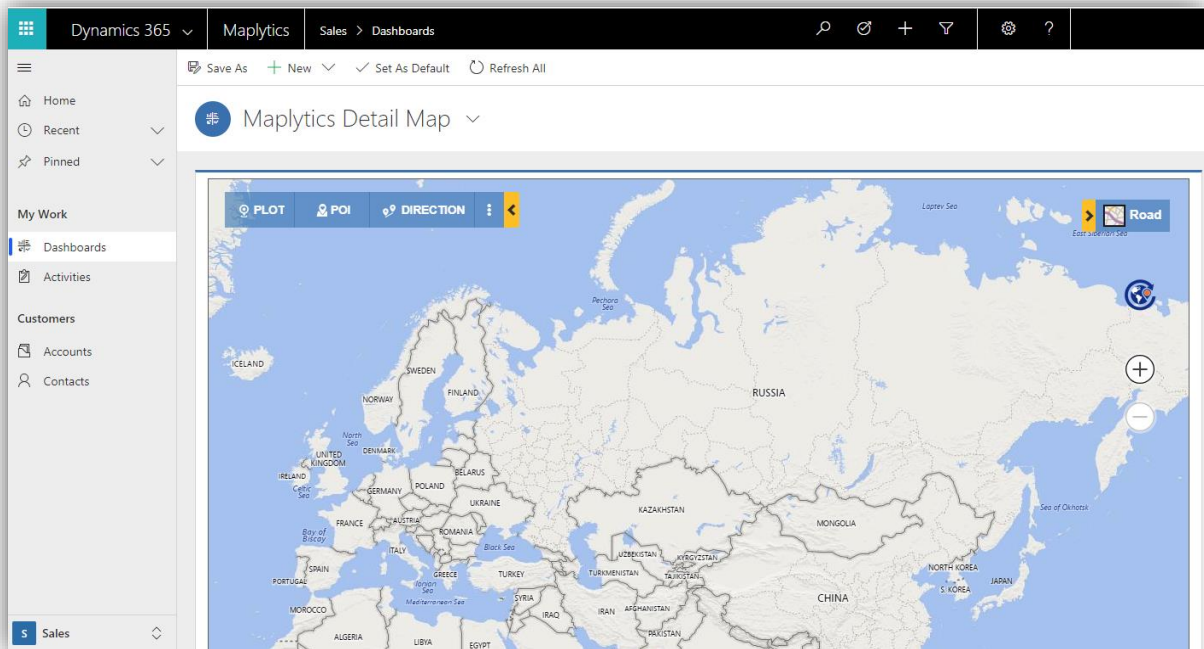 Dynamics 365
Maplytics
Sales > Dashboards
?
Save As
New
Set As Default
Refresh All
Home
Recent
Pinned
My Work
Dashboards
Activities
Customers
Accounts
Contacts
S Sales
Maplytics Detail Map
PLOT
POI
DIRECTION
Road
Laptev Sea
East Siberian Sea
Pechora
Sea
ICELAND
SWEDEN
FINLAND
NORWAY
RUSSIA
North
Sea
UNITED
KINGDOM
DENMARK
IRELAND
Celtic
Sea
BELARUS
GERMANY
POLAND
UKRAINE
KAZAKHSTAN
Sea of Okhotsk
FRANCE
AUSTRIA
ROMANIA
MONGOLIA
Bay of
Biscay
ITALY
Black Sea
UZBEKISTAN
KYRGYZSTAN
SPAIN
PORTUGAL
GREECE
TURKEY
TURKMENISTAN
TAJIKISTAN
NORTH KOREA
Ionian
Sea
S. KOREA
JAPAN
Mediterranean Sea
SYRIA
CHINA
MOROCCO
IRAQ
IRAN
AFGHANISTAN
ALGERIA
LIBYA
EGYPT
PAKISTAN